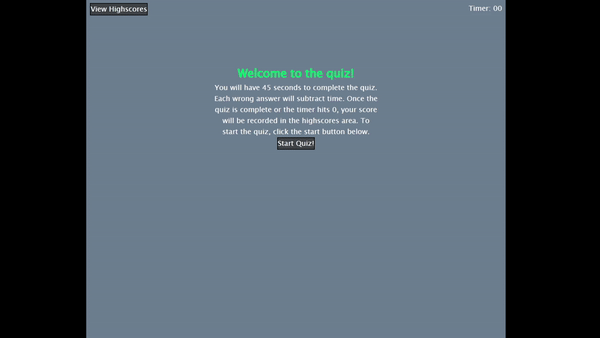 View Highscores
Timer: 00
Welcome to the quiz!
You will have 45 seconds to complete the quiz.
Each wrong answer will subtract time. Once the
quiz is complete or the timer hits 0, your score
will be recorded in the highscores area. To
start the quiz, click the start button below.
Start Quiz!